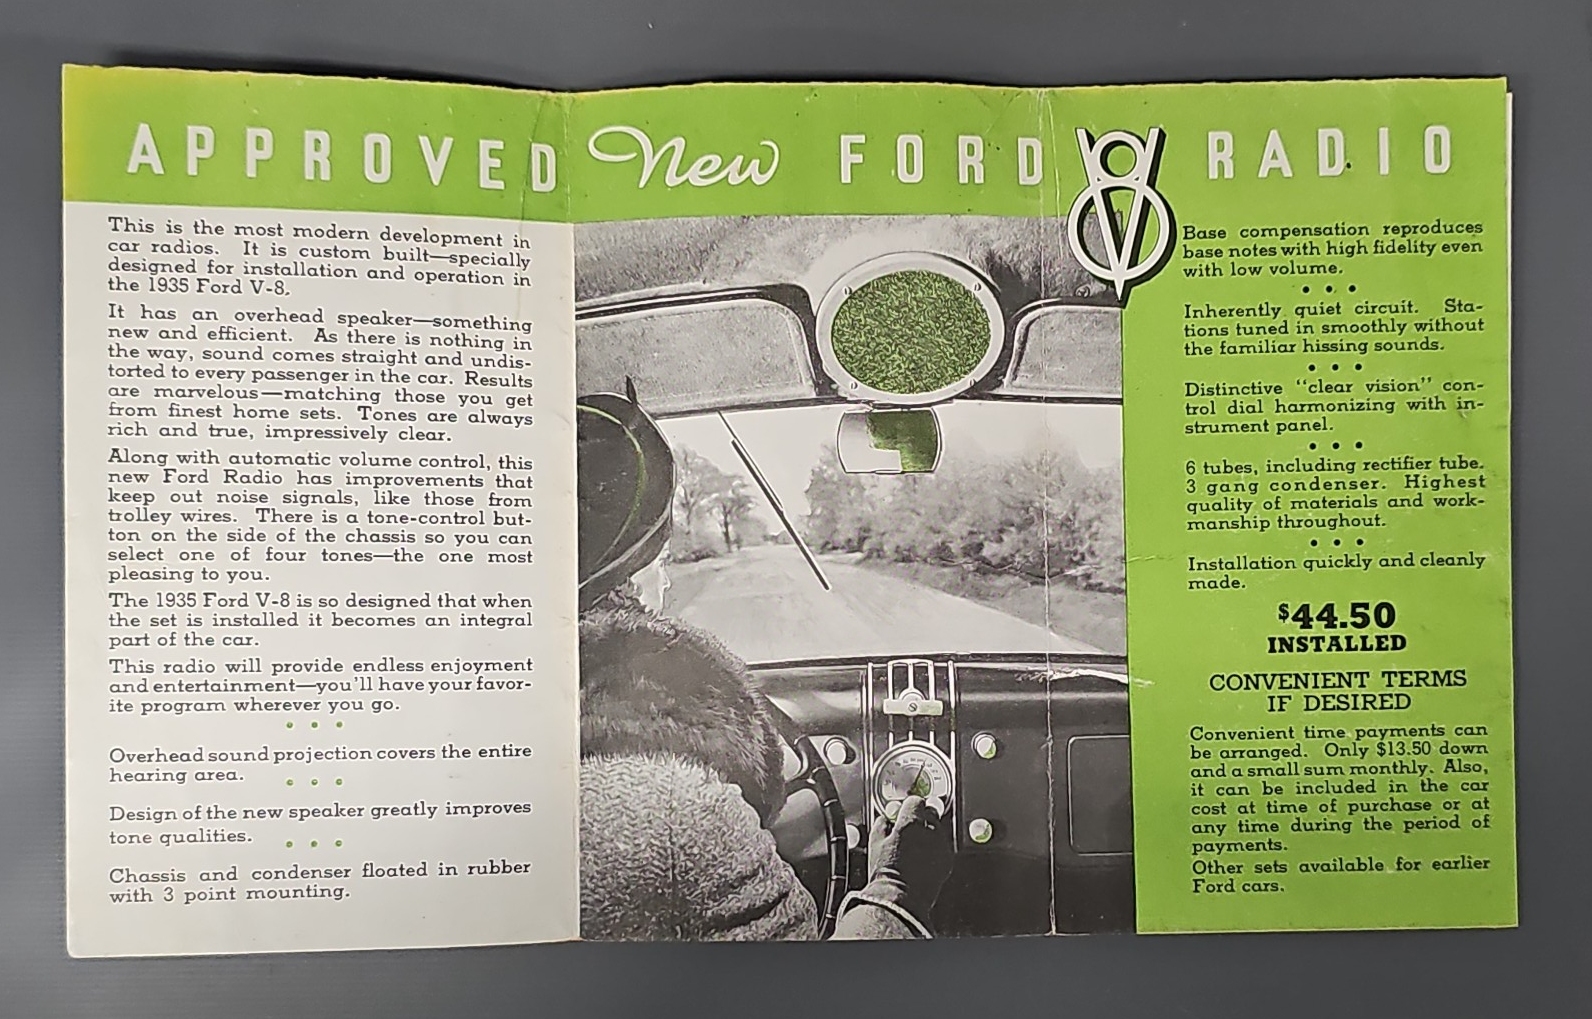 APPROVED New FORD V8 RADIO
This is the most modern development in
car radios. It is custom built—specially
designed for installation and operation in
the 1935 Ford V-8.
It has an overhead speaker—something
new and efficient. As there is nothing in
the way, sound comes straight and undis-
torted to every passenger in the car. Results
are marvelous—matching those you get
from finest home sets. Tones are always
rich and true, impressively clear.
Along with automatic volume control, this
new Ford Radio has improvements that
keep out noise signals, like those from
trolley wires. There is a tone-control but-
ton on the side of the chassis so you can
select one of four tones—the one most
pleasing to you.
The 1935 Ford V-8 is so designed that when
the set is installed it becomes an integral
part of the car.
This radio will provide endless enjoyment
and entertainment—you'll have your favor-
ite program wherever you go.
Overhead sound projection covers the entire
hearing area.
Design of the new speaker greatly improves
tone qualities.
Chassis and condenser floated in rubber
with 3 point mounting.
Base compensation reproduces
base notes with high fidelity even
with low volume.
Inherently quiet circuit. Sta-
tions tuned in smoothly without
the familiar hissing sounds.
Distinctive "clear vision" con-
trol dial harmonizing with in-
strument panel.
6 tubes, including rectifier tube.
3 gang condenser. Highest
quality of materials and work-
manship throughout.
Installation quickly and cleanly
made.
$44.50
INSTALLED
CONVENIENT TERMS
IF DESIRED
Convenient time payments can
be arranged. Only $13.50 down
and a small sum monthly. Also,
it can be included in the car
cost at time of purchase or at
any time during the period of
payments.
Other sets available for earlier
Ford cars.